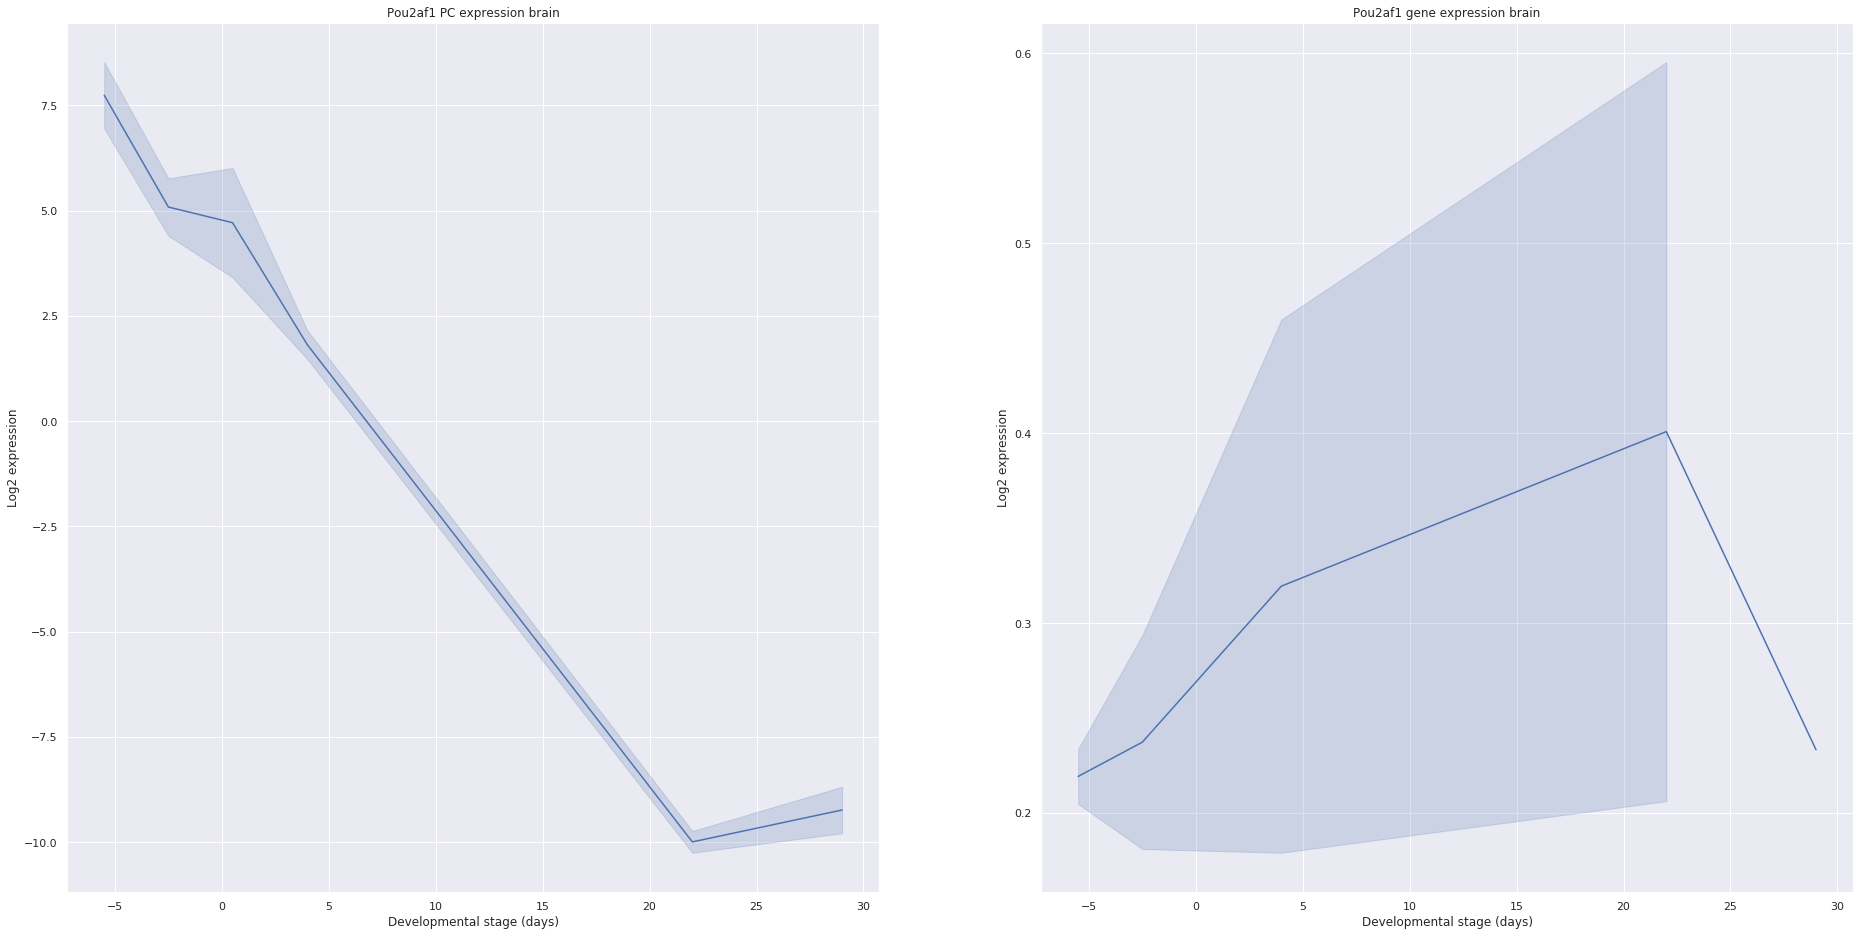 Pou2af1 PC expression brain
Log2 expression
7.5
5.0
2.5
0.0
−2.5
−5.0
−7.5
−10.0
−5 0 5 10 15 20 25 30
Developmental stage (days)
Pou2af1 gene expression brain
Log2 expression
0.6
0.5
0.4
0.3
0.2
−5 0 5 10 15 20 25 30
Developmental stage (days)